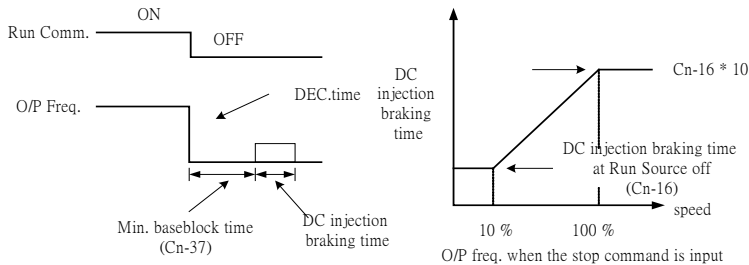 ON
Run Comm.
OFF
DEC.time
O/P Freq.
Min. baseblock time
(Cn-37)
DC injection
braking time
DC
injection
braking
time
Cn-16 * 10
DC injection braking time
at Run Source off
(Cn-16)
speed
10 %
100 %
O/P freq. when the stop command is input